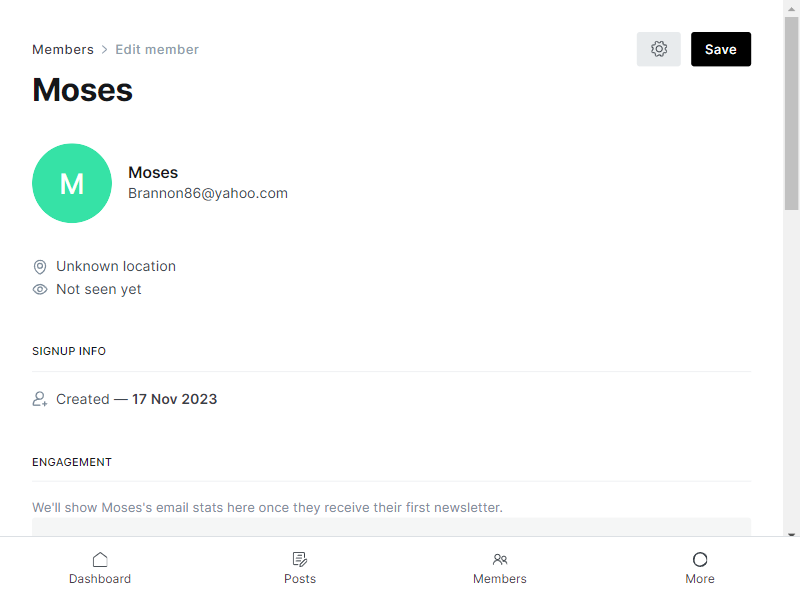 Members > Edit member
Save
Moses
M
Moses
Brannon86@yahoo.com
Unknown location
Not seen yet
SIGNUP INFO
Created — 17 Nov 2023
ENGAGEMENT
We'll show Moses's email stats here once they receive their first newsletter.
Dashboard
Posts
Members
More